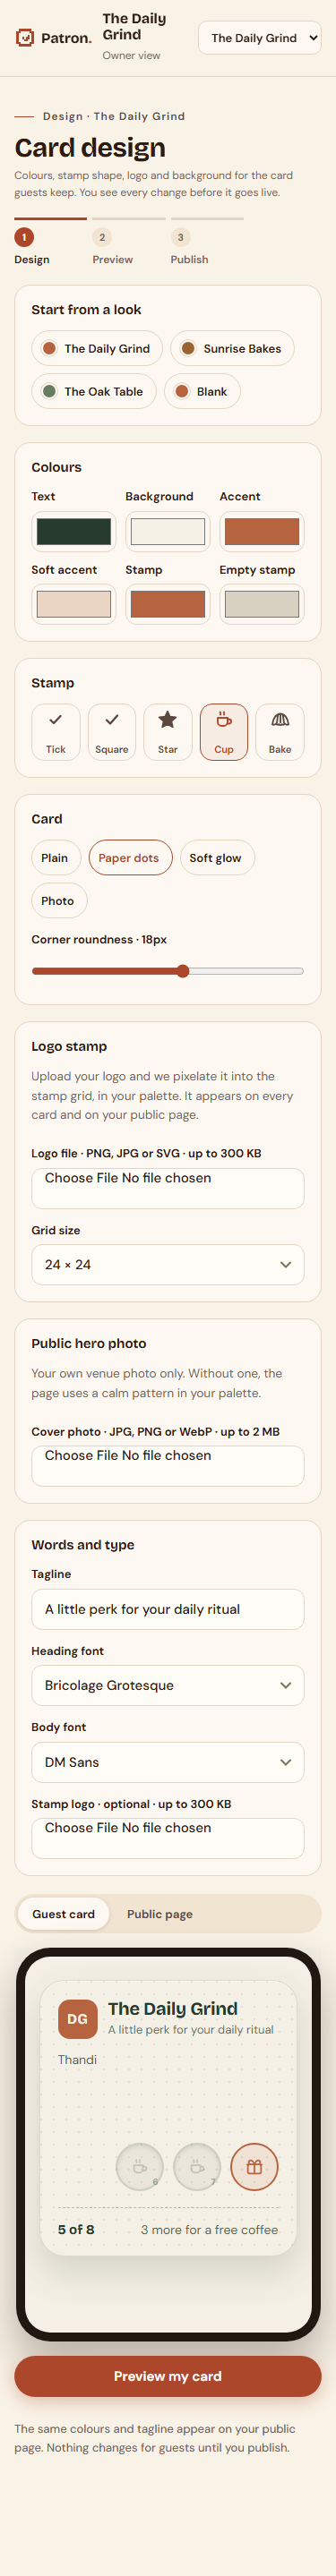 Patron.
The Daily
Grind
Owner view
The Daily Grind
Design · The Daily Grind
Card design
Colours, stamp shape, logo and background for the card
guests keep. You see every change before it goes live.
1
2
3
Design
Preview
Publish
Start from a look
The Daily Grind
Sunrise Bakes
The Oak Table
Blank
Colours
Text
Background
Accent
Soft accent
Stamp
Empty stamp
Stamp
Tick
Square
Star
Cup
Bake
Card
Plain
Paper dots
Soft glow
Photo
Corner roundness · 18px
Logo stamp
Upload your logo and we pixelate it into the
stamp grid, in your palette. It appears on every
card and on your public page.
Logo file · PNG, JPG or SVG · up to 300 KB
Choose File No file chosen
Grid size
24 × 24
Public hero photo
Your own venue photo only. Without one, the
page uses a calm pattern in your palette.
Cover photo · JPG, PNG or WebP · up to 2 MB
Choose File No file chosen
Words and type
Tagline
A little perk for your daily ritual
Heading font
Bricolage Grotesque
Body font
DM Sans
Stamp logo · optional · up to 300 KB
Choose File No file chosen
Guest card
Public page
DG
The Daily Grind
A little perk for your daily ritual
Thandi
6
7
5 of 8
3 more for a free coffee
Preview my card
The same colours and tagline appear on your public
page. Nothing changes for guests until you publish.